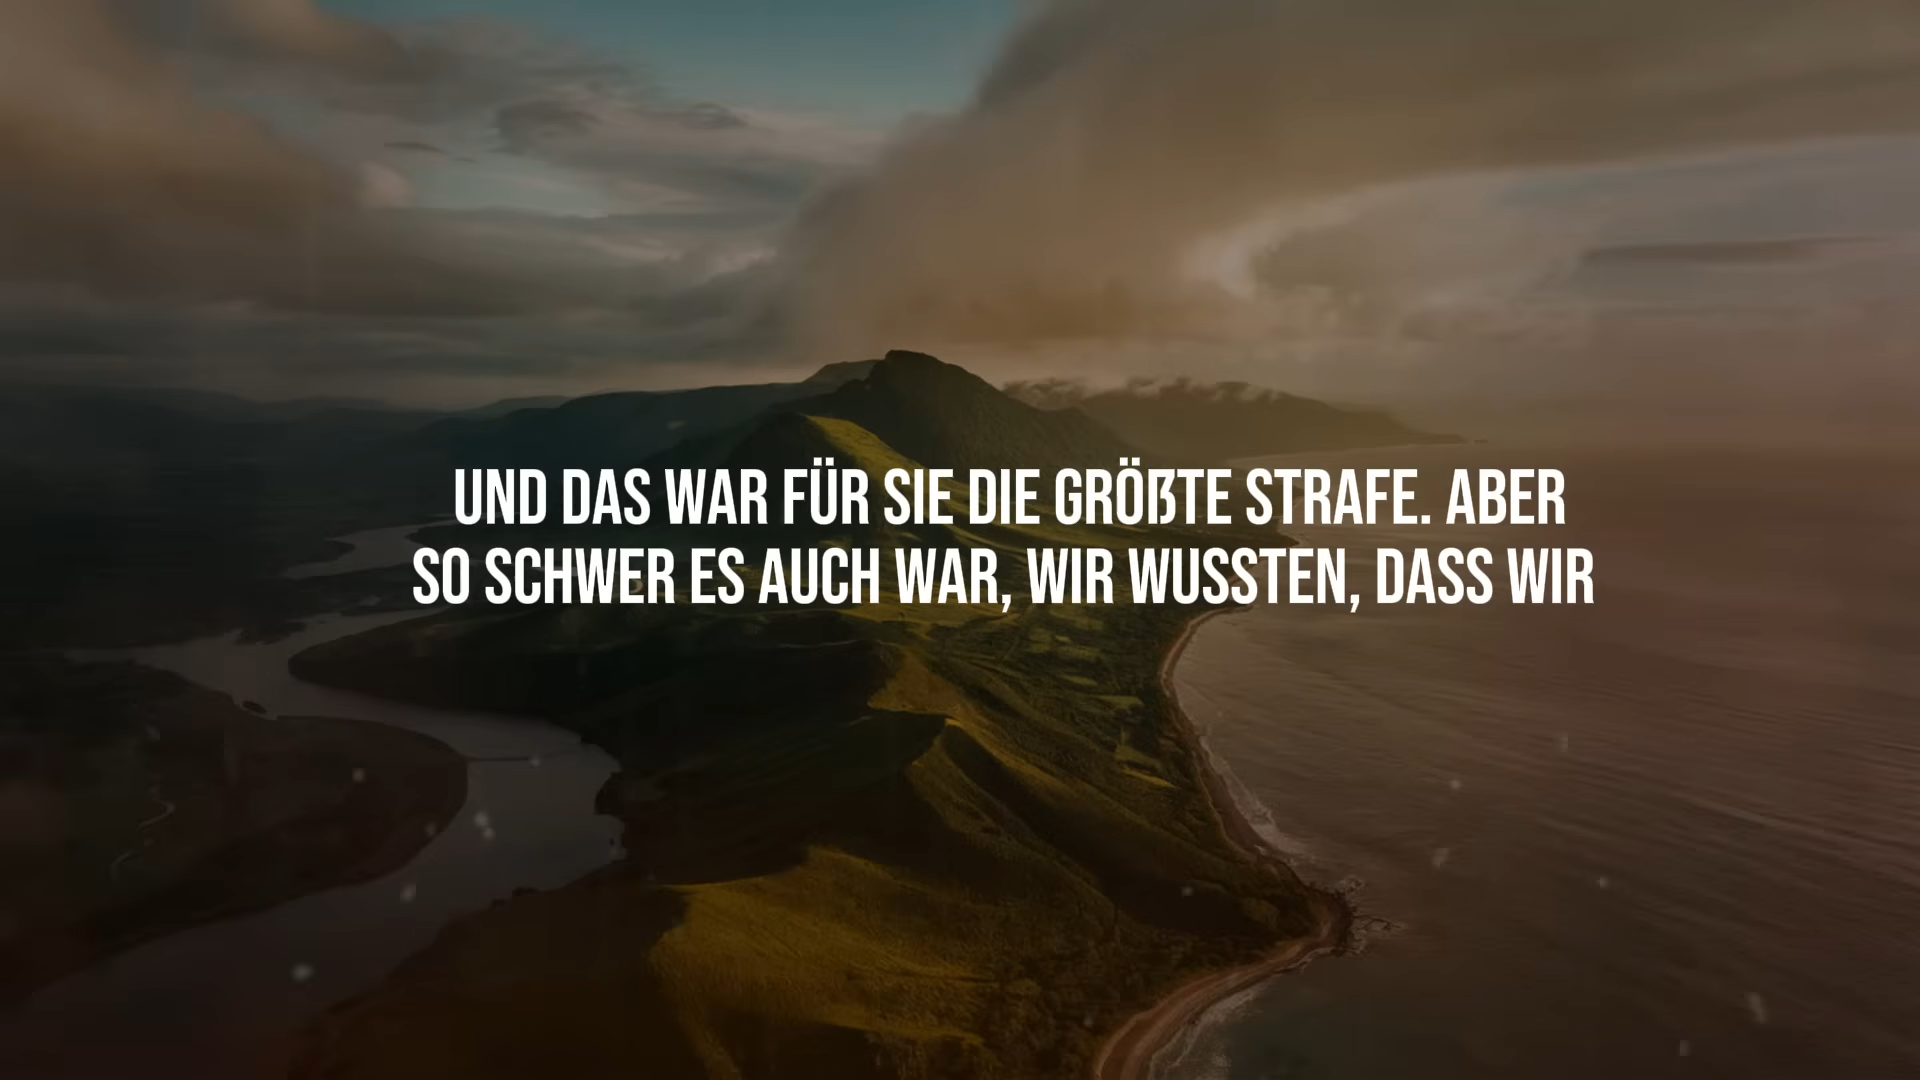 UND DAS WAR FÜR SIE DIE GRÖßTE STRAFE. ABER
SO SCHWER ES AUCH WAR, WIR WUSSTEN, DASS WIR